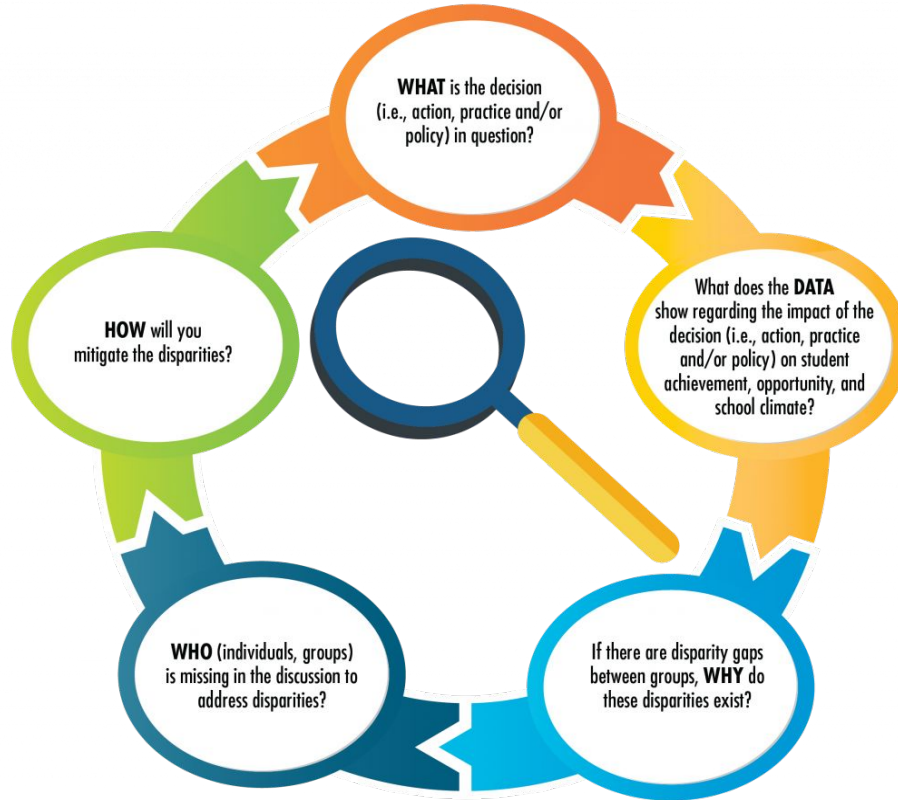 WHAT is the decision
(i.e., action, practice and/or
policy) in question?
What does the DATA
show regarding the impact of the
decision (i.e., action, practice
and/or policy) on student
achievement, opportunity, and
school climate?
If there are disparity gaps
between groups, WHY do
these disparities exist?
WHO (individuals, groups)
is missing in the discussion to
address disparities?
HOW will you
mitigate the disparities?